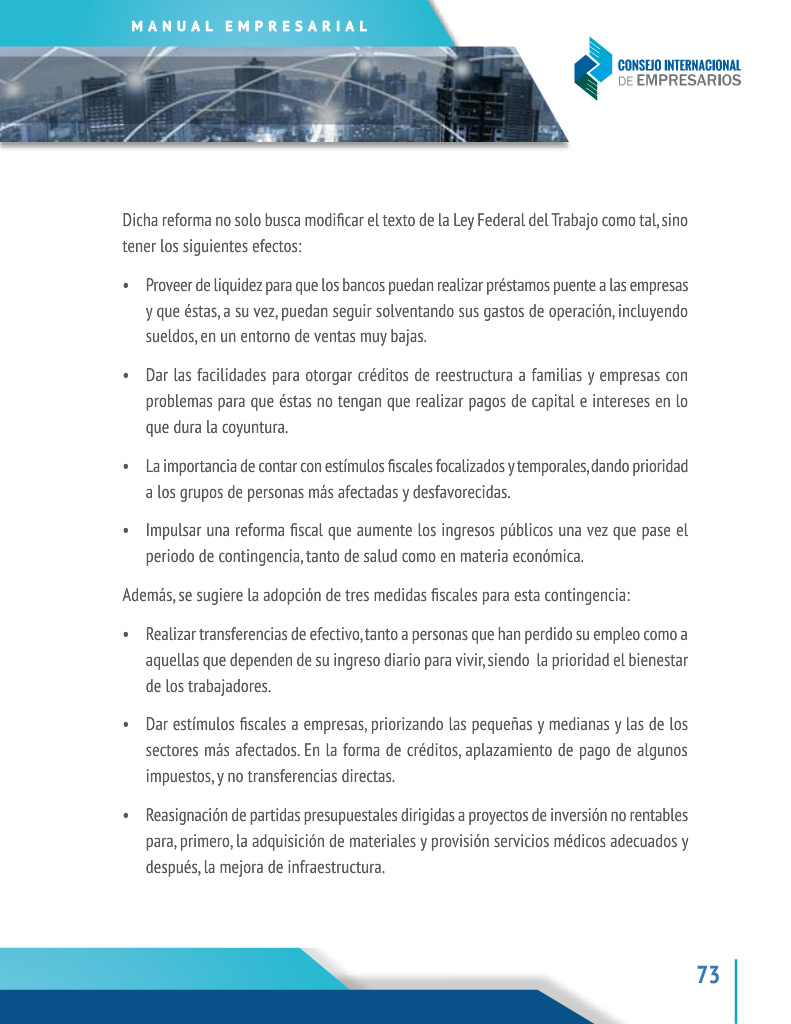 MANUAL EMPRESARIAL
CONSEJO INTERNACIONAL
DE EMPRESARIOS
Dicha reforma no solo busca modificar el texto de la Ley Federal del Trabajo como tal, sino
tener los siguientes efectos:
• Proveer de liquidez para que los bancos puedan realizar préstamos puente a las empresas
y que éstas, a su vez, puedan seguir solventando sus gastos de operación, incluyendo
sueldos, en un entorno de ventas muy bajas.
• Dar las facilidades para otorgar créditos de reestructura a familias y empresas con
problemas para que éstas no tengan que realizar pagos de capital e intereses en lo
que dura la coyuntura.
• La importancia de contar con estímulos fiscales focalizados y temporales, dando prioridad
a los grupos de personas más afectadas y desfavorecidas.
• Impulsar una reforma fiscal que aumente los ingresos públicos una vez que pase el
periodo de contingencia, tanto de salud como en materia económica.
Además, se sugiere la adopción de tres medidas fiscales para esta contingencia:
• Realizar transferencias de efectivo, tanto a personas que han perdido su empleo como a
aquellas que dependen de su ingreso diario para vivir, siendo la prioridad el bienestar
de los trabajadores.
• Dar estímulos fiscales a empresas, priorizando las pequeñas y medianas y las de los
sectores más afectados. En la forma de créditos, aplazamiento de pago de algunos
impuestos, y no transferencias directas.
• Reasignación de partidas presupuestales dirigidas a proyectos de inversión no rentables
para, primero, la adquisición de materiales y provisión servicios médicos adecuados y
después, la mejora de infraestructura.
73